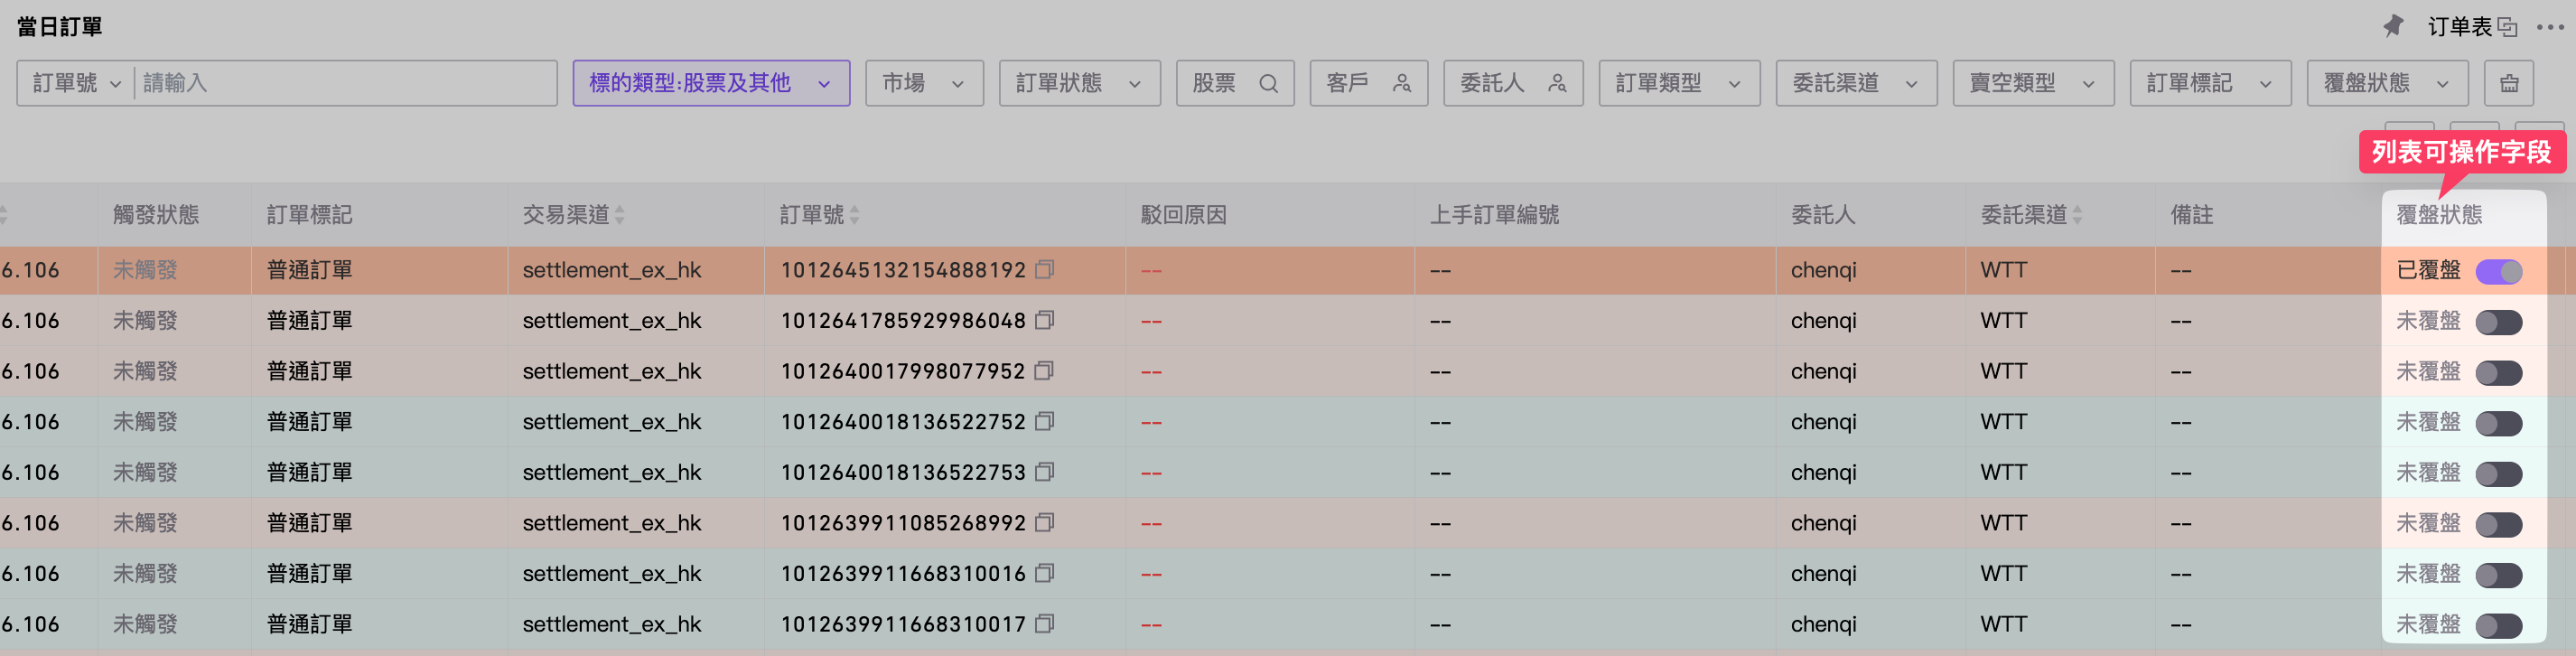 當日訂單 订单表
訂單號 請輸入 標的類型:股票及其他 市場 訂單狀態 股票 客戶 委託人 訂單類型 委託渠道 賣空類型 訂單標記 覆盤狀態
列表可操作字段
觸發狀態 訂單標記 交易渠道 訂單號 駁回原因 上手訂單編號 委託人 委託渠道 備註 覆盤狀態
6.106 未觸發 普通訂單 settlement_ex_hk 1012645132154888192 -- -- chenqi WTT -- 已覆盤
6.106 未觸發 普通訂單 settlement_ex_hk 1012641785929986048 -- -- chenqi WTT -- 未覆盤
6.106 未觸發 普通訂單 settlement_ex_hk 1012640017998077952 -- -- chenqi WTT -- 未覆盤
6.106 未觸發 普通訂單 settlement_ex_hk 1012640018136522752 -- -- chenqi WTT -- 未覆盤
6.106 未觸發 普通訂單 settlement_ex_hk 1012640018136522753 -- -- chenqi WTT -- 未覆盤
6.106 未觸發 普通訂單 settlement_ex_hk 1012639911085268992 -- -- chenqi WTT -- 未覆盤
6.106 未觸發 普通訂單 settlement_ex_hk 1012639911668310016 -- -- chenqi WTT -- 未覆盤
6.106 未觸發 普通訂單 settlement_ex_hk 1012639911668310017 -- -- chenqi WTT -- 未覆盤